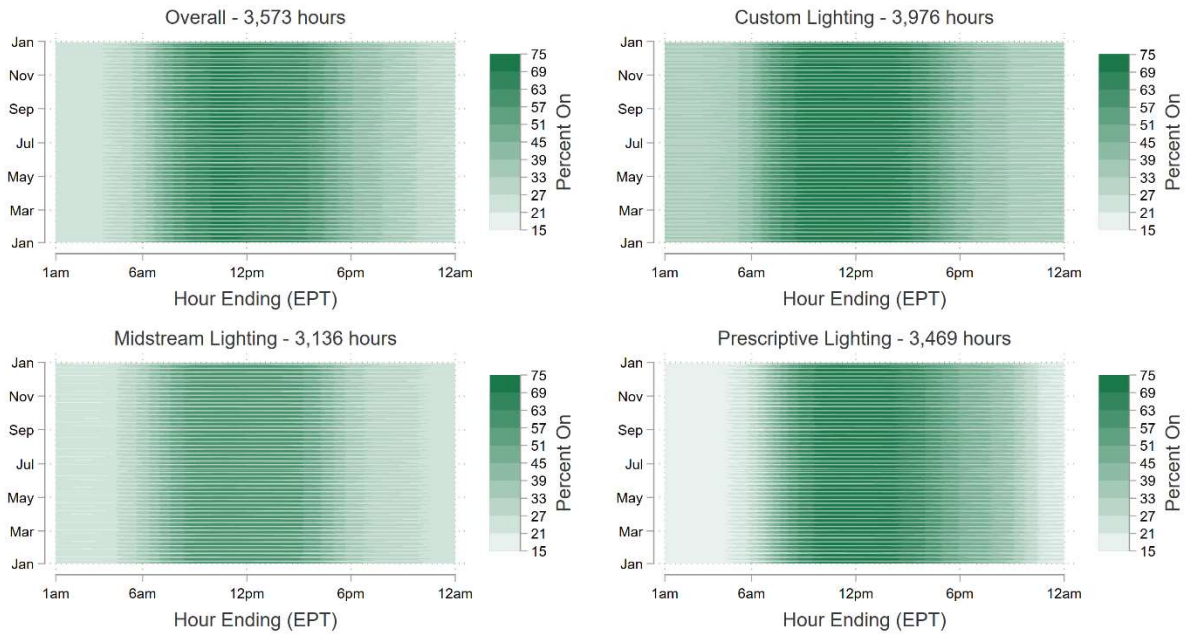 Overall - 3,573 hours
Jan
Nov
Sep
Jul
May
Mar
Jan
1am 6am 12pm 6pm 12am
Hour Ending (EPT)
75
69
63
57
51
45
39
33
27
21
15
Percent On
Custom Lighting - 3,976 hours
Jan
Nov
Sep
Jul
May
Mar
Jan
1am 6am 12pm 6pm 12am
Hour Ending (EPT)
75
69
63
57
51
45
39
33
27
21
15
Percent On
Midstream Lighting - 3,136 hours
Jan
Nov
Sep
Jul
May
Mar
Jan
1am 6am 12pm 6pm 12am
Hour Ending (EPT)
75
69
63
57
51
45
39
33
27
21
15
Percent On
Prescriptive Lighting - 3,469 hours
Jan
Nov
Sep
Jul
May
Mar
Jan
1am 6am 12pm 6pm 12am
Hour Ending (EPT)
75
69
63
57
51
45
39
33
27
21
15
Percent On